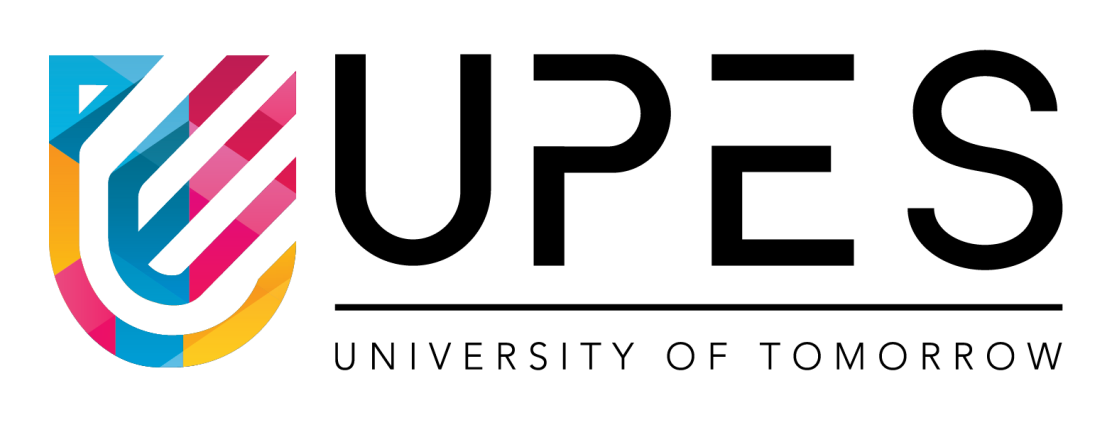 UPES
UNIVERSITY OF TOMORROW